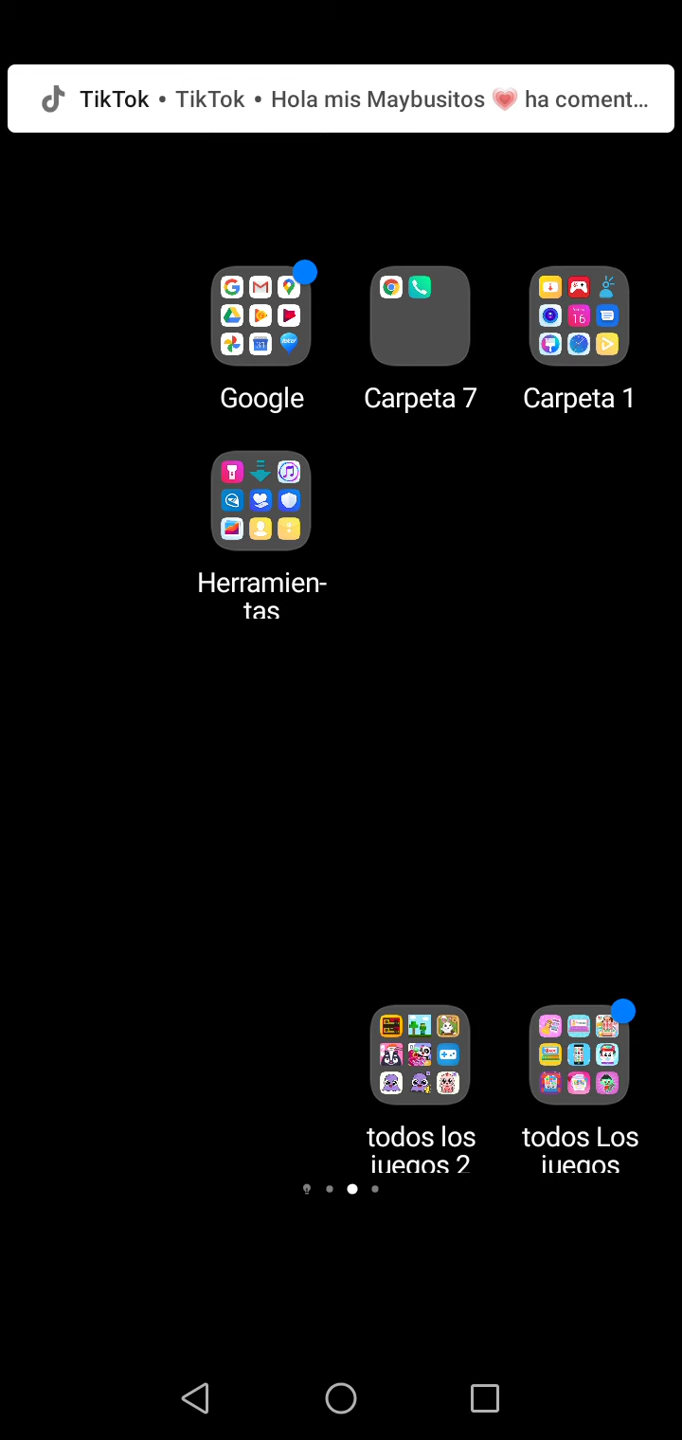 TikTok • TikTok • Hola mis Maybusitos 💗 ha coment…
Google
Carpeta 7
Carpeta 1
Herramien-
tas
todos los
juegos 2
todos Los
juegos